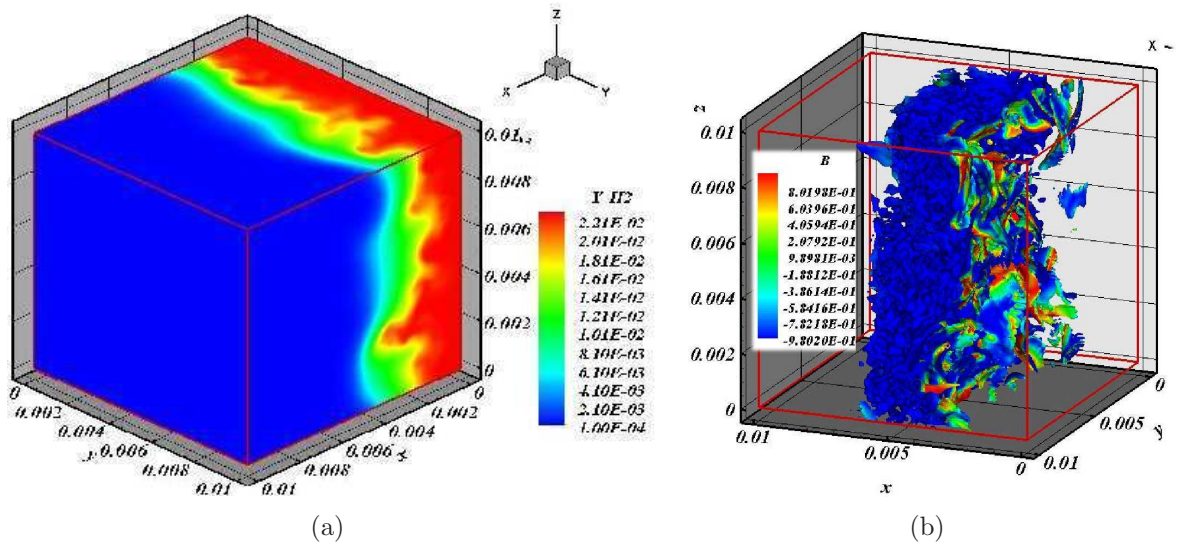 Z
X
Y
0.01
0.008
0.006
0.004
0.002
0
Y H2
2.21E-02
2.01E-02
1.81E-02
1.61E-02
1.41E-02
1.21E-02
1.01E-02
8.10E-03
6.10E-03
4.10E-03
2.10E-03
1.00E-04
0
0.002
0.004
y
0.006
0.008
0.01
0
0.002
0.004
x
0.006
0.008
0.01
(a)
X
z
0.01
0.008
0.006
0.004
0.002
0
B
8.0198E-01
6.0396E-01
4.0594E-01
2.0792E-01
9.8981E-03
-1.8812E-01
-3.8614E-01
-5.8416E-01
-7.8218E-01
-9.8020E-01
0.01
0.005
0
x
0
0.005
0.01
y
(b)